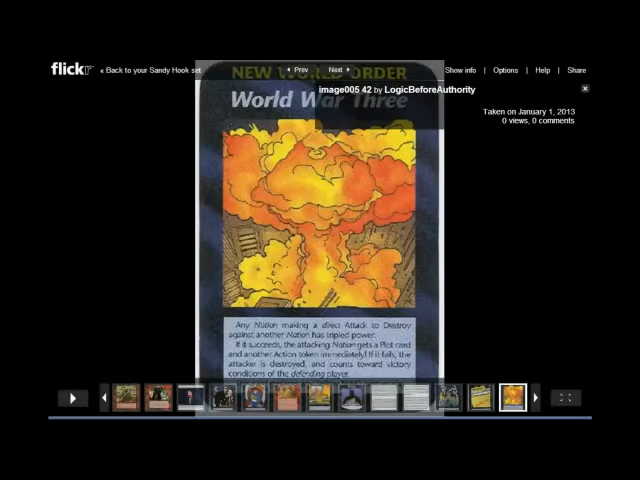 flickr
« Back to your Sandy Hook set
Prev
Next
Show info | Options | Help | Share
NEW WORLD ORDER
World War Three
image005 42 by LogicBeforeAuthority
Taken on January 1, 2013
0 views, 0 comments
Any Nation making a direct Attack to Destroy
against another Nation has tripled power.
If it succeeds, the attacking Nation gets a Plot card
and another Action token immediately! If it fails, the
attacker is destroyed, and counts toward victory
conditions of the defending player.